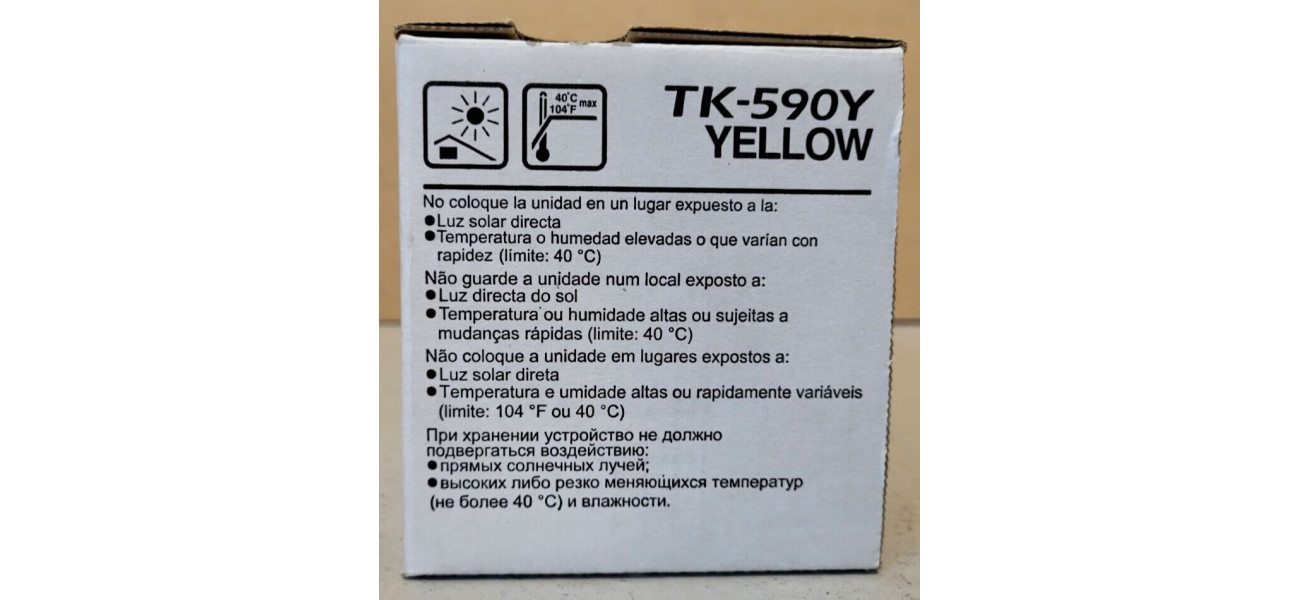 40°C
104°F max
TK-590Y
YELLOW
No coloque la unidad en un lugar expuesto a la:
●Luz solar directa
●Temperatura o humedad elevadas o que varían con
rapidez (límite: 40 °C)
Não guarde a unidade num local exposto a:
●Luz directa do sol
●Temperatura ou humidade altas ou sujeitas a
mudanças rápidas (limite: 40 °C)
Não coloque a unidade em lugares expostos a:
●Luz solar direta
●Temperatura e umidade altas ou rapidamente variáveis
(limite: 104 °F ou 40 °C)
При хранении устройство не должно
подвергаться воздействию:
●прямых солнечных лучей;
●высоких либо резко меняющихся температур
(не более 40 °C) и влажности.